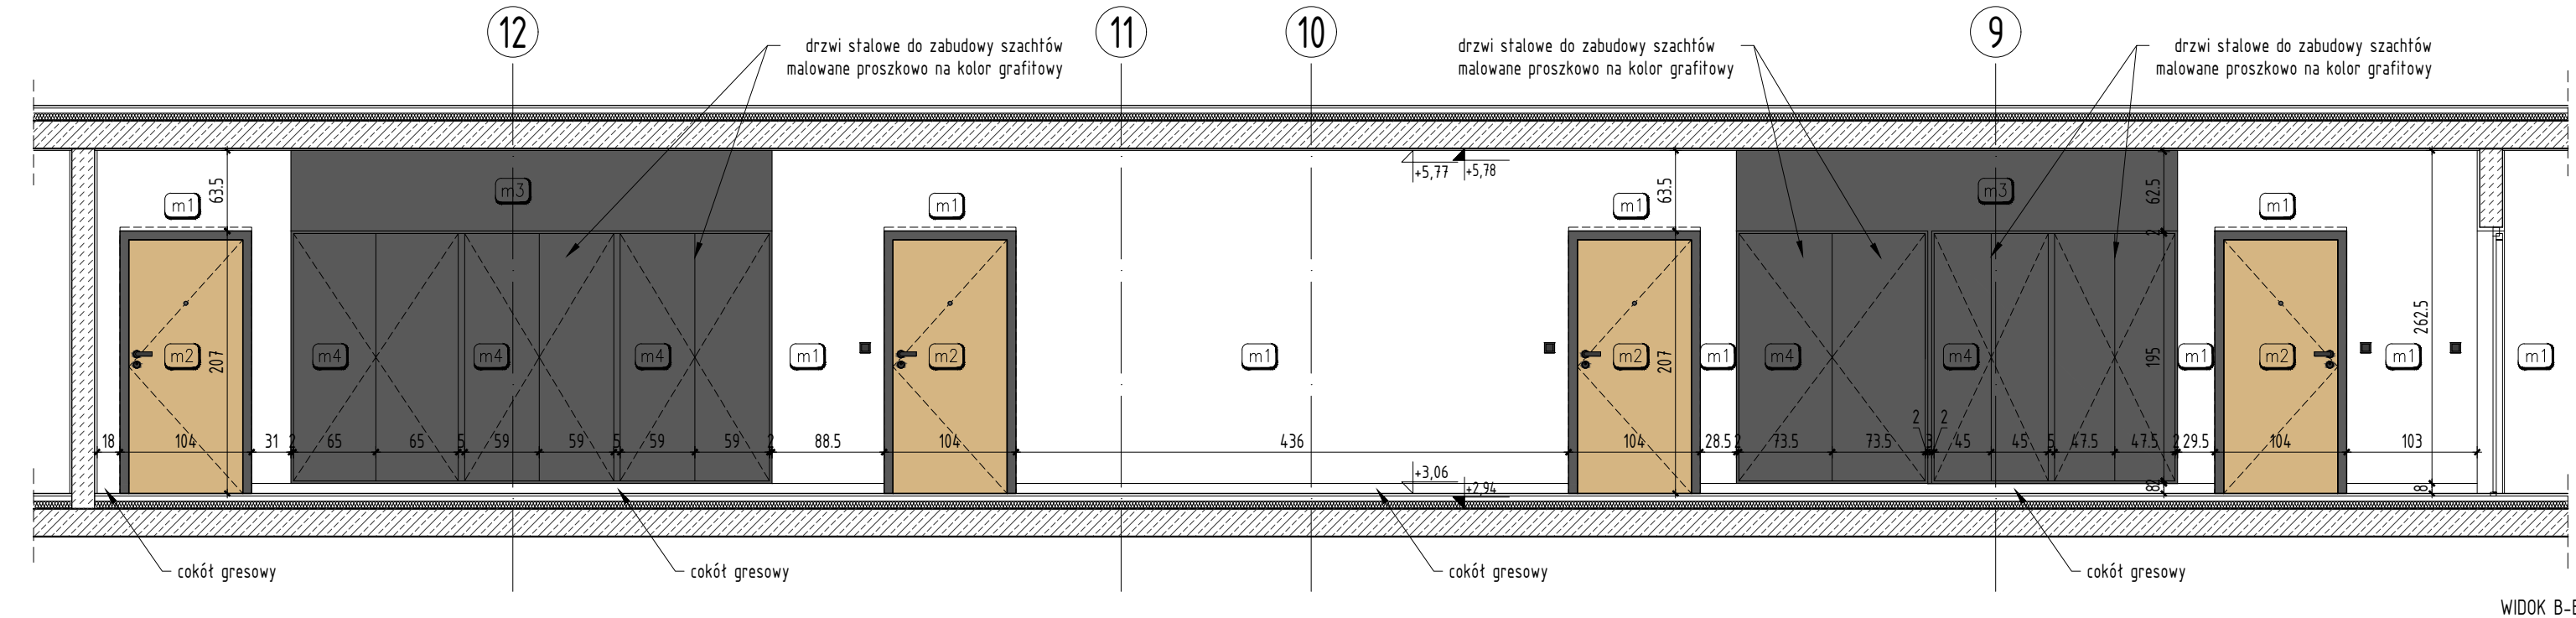 12
11
10
9
drzwi stalowe do zabudowy szachtów
malowane proszkowo na kolor grafitowy
drzwi stalowe do zabudowy szachtów
malowane proszkowo na kolor grafitowy
drzwi stalowe do zabudowy szachtów
malowane proszkowo na kolor grafitowy
+5,77
+5,78
63.5
63.5
62.5
m1
m3
m1
m1
m3
m1
2
262.5
m2
207
m4
m4
m4
m1
m2
m1
m2
207
m1
m4
m4
195
m1
m2
m1
m1
2
2
18
104
31
2
65
65
5
59
59
5
59
59
2
88.5
104
436
104
28.5
2
73.5
73.5
3
45
45
5
47.5
47.5
2
29.5
104
103
+3,06
+2,94
82
8
cokół gresowy
cokół gresowy
cokół gresowy
cokół gresowy
WIDOK B-